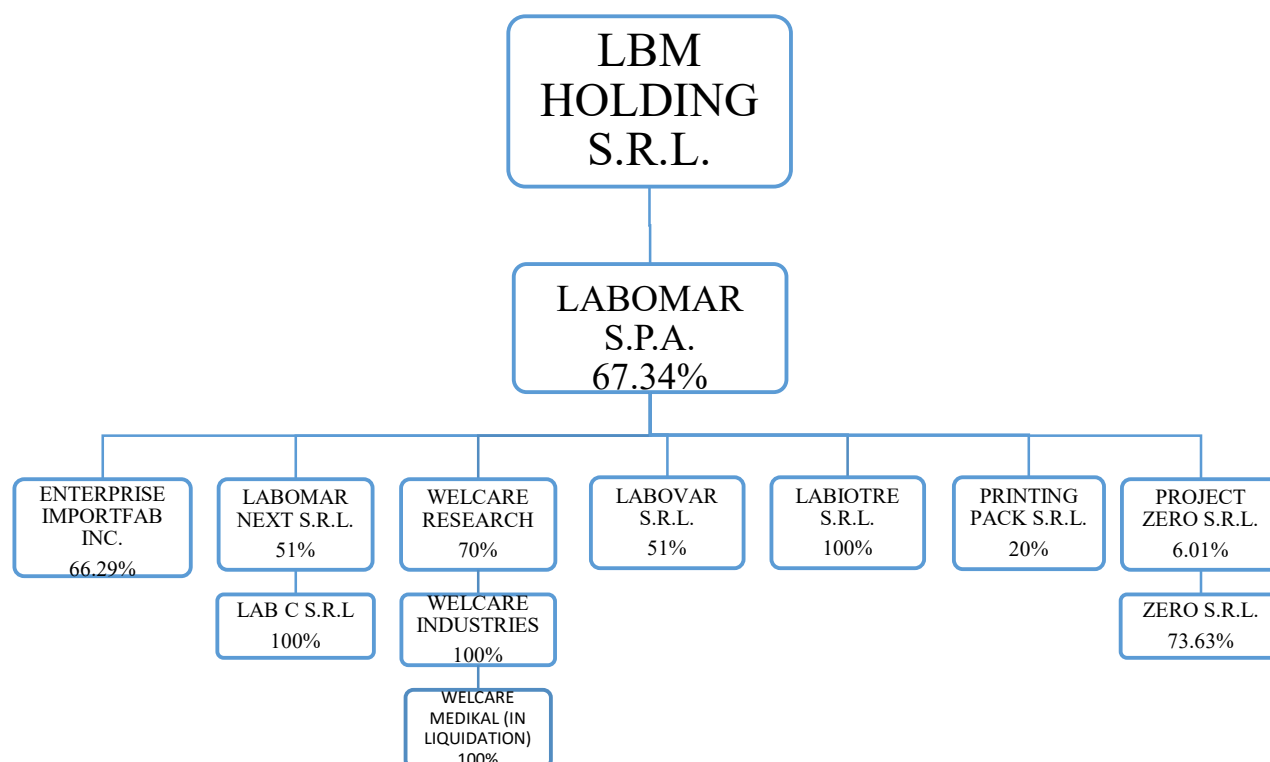 LBM
HOLDING
S.R.L.
LABOMAR
S.P.A.
67.34%
ENTERPRISE
IMPORTFAB
INC.
66.29%
LABOMAR
NEXT S.R.L.
51%
WELCARE
RESEARCH
70%
LABOVAR
S.R.L.
51%
LABIOTRE
S.R.L.
100%
PRINTING
PACK S.R.L.
20%
PROJECT
ZERO S.R.L.
6.01%
LAB C S.R.L
100%
WELCARE
INDUSTRIES
100%
ZERO S.R.L.
73.63%
WELCARE
MEDIKAL (IN
LIQUIDATION)
100%